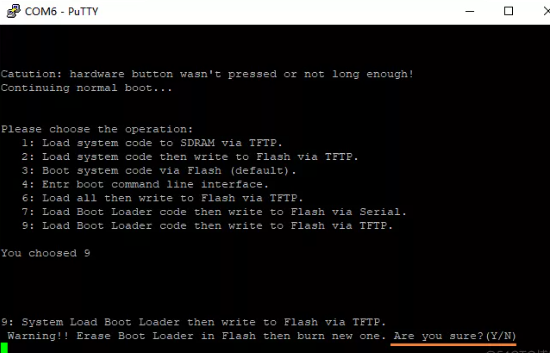 COM6 - PuTTY
Catution: hardware button wasn't pressed or not long enough!
Continuing normal boot...
Please choose the operation:
1: Load system code to SDRAM via TFTP.
2: Load system code then write to Flash via TFTP.
3: Boot system code via Flash (default).
4: Entr boot command line interface.
6: Load all then write to Flash via TFTP.
7: Load Boot Loader code then write to Flash via Serial.
9: Load Boot Loader code then write to Flash via TFTP.
You choosed 9
9: System Load Boot Loader then write to Flash via TFTP.
Warning!! Erase Boot Loader in Flash then burn new one. Are you sure?(Y/N)